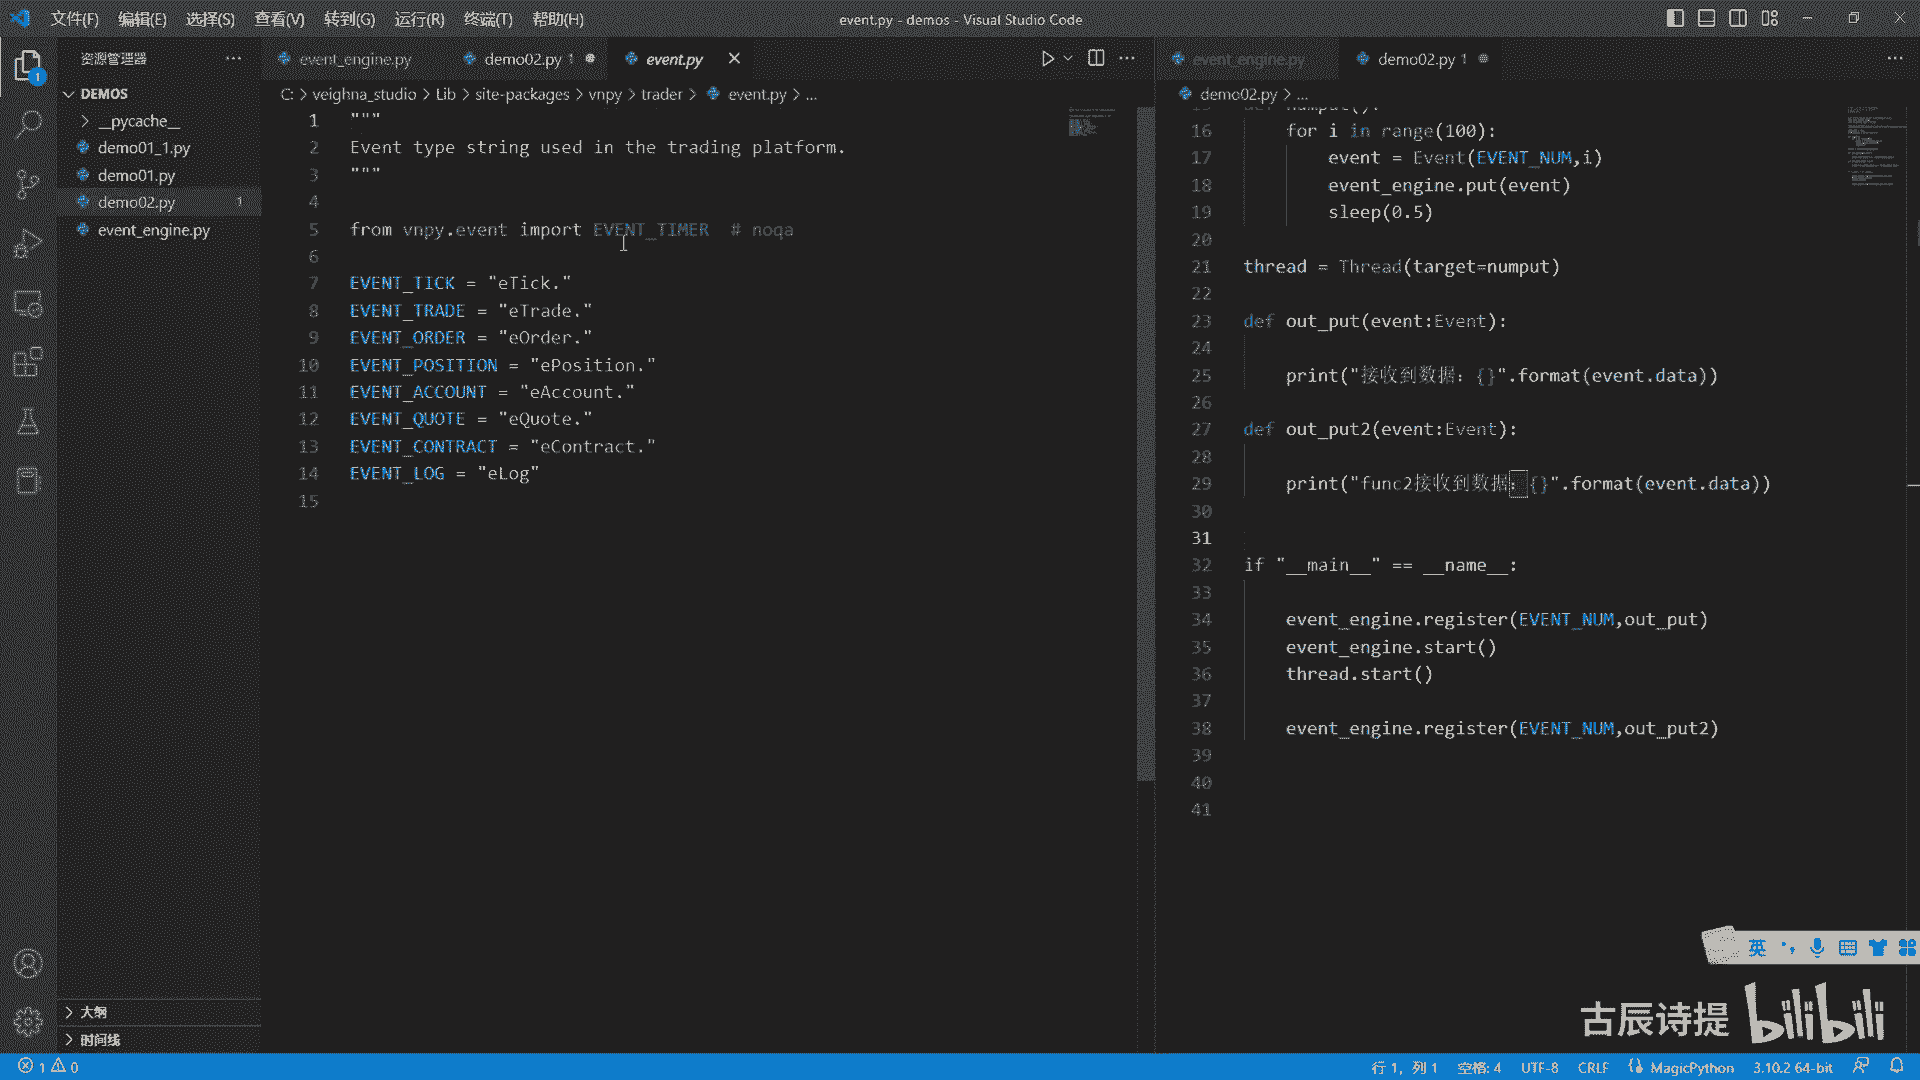 文件(F) 编辑(E) 选择(S) 查看(V) 转到(G) 运行(R) 终端(T) 帮助(H)
event.py - demos - Visual Studio Code
资源管理器
DEMOS
__pycache__
demo01_1.py
demo01.py
demo02.py 1
event_engine.py
大纲
时间线
event_engine.py demo02.py 1 event.py
C: > veighna_studio > Lib > site-packages > vnpy > trader > event.py > ...
1 """
2 Event type string used in the trading platform.
3 """
4
5 from vnpy.event import EVENT_TIMER # noqa
6
7 EVENT_TICK = "eTick."
8 EVENT_TRADE = "eTrade."
9 EVENT_ORDER = "eOrder."
10 EVENT_POSITION = "ePosition."
11 EVENT_ACCOUNT = "eAccount."
12 EVENT_QUOTE = "eQuote."
13 EVENT_CONTRACT = "eContract."
14 EVENT_LOG = "eLog"
15
event_engine.py demo02.py 1
demo02.py > ...
16 for i in range(100):
17 event = Event(EVENT_NUM,i)
18 event_engine.put(event)
19 sleep(0.5)
20
21 thread = Thread(target=numput)
22
23 def out_put(event:Event):
24
25 print("接收到数据：{}".format(event.data))
26
27 def out_put2(event:Event):
28
29 print("func2接收到数据：{}".format(event.data))
30
31
32 if "__main__" == __name__:
33
34 event_engine.register(EVENT_NUM,out_put)
35 event_engine.start()
36 thread.start()
37
38 event_engine.register(EVENT_NUM,out_put2)
39
40
41
英
古辰诗提 bilibili
1 0
行 1，列 1 空格: 4 UTF-8 CRLF MagicPython 3.10.2 64-bit